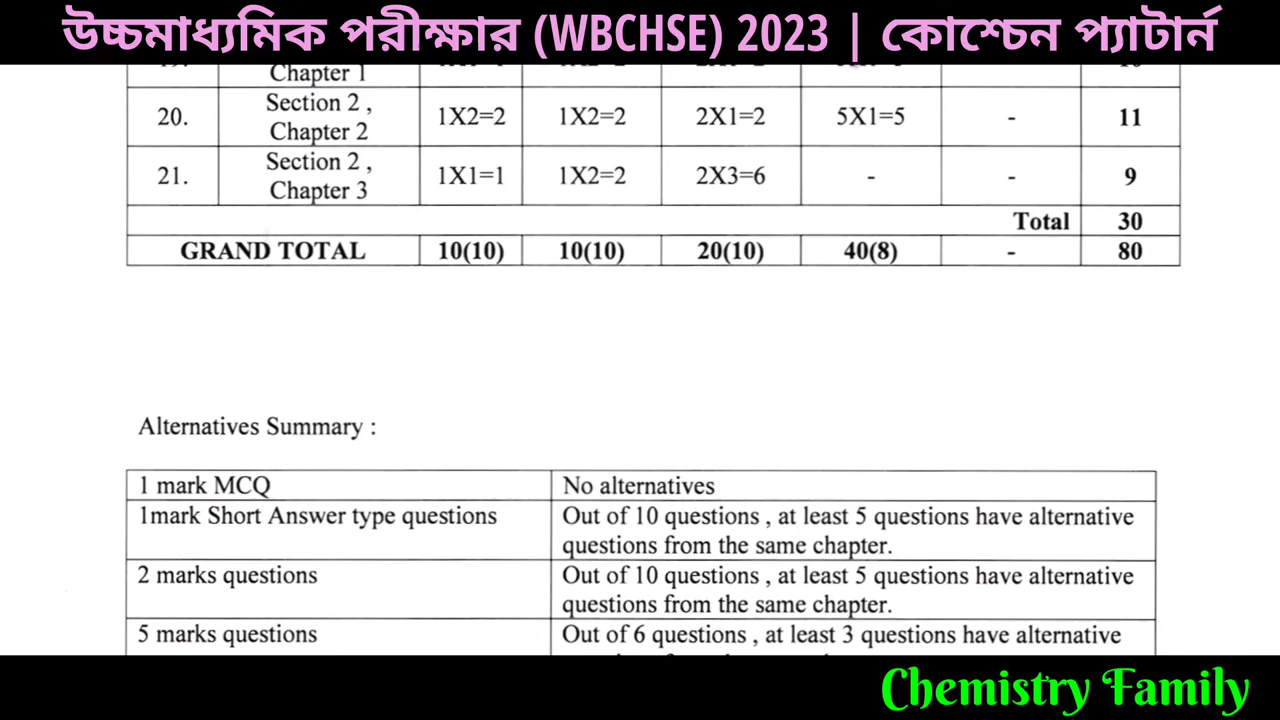 উচ্চমাধ্যমিক পরীক্ষার (WBCHSE) 2023 | কোশ্চেন প্যাটার্ন
Chapter 1
20. Section 2 , Chapter 2 1X2=2 1X2=2 2X1=2 5X1=5 - 11
21. Section 2 , Chapter 3 1X1=1 1X2=2 2X3=6 - - 9
Total 30
GRAND TOTAL 10(10) 10(10) 20(10) 40(8) - 80
Alternatives Summary :
1 mark MCQ No alternatives
1mark Short Answer type questions Out of 10 questions , at least 5 questions have alternative
questions from the same chapter.
2 marks questions Out of 10 questions , at least 5 questions have alternative
questions from the same chapter.
5 marks questions Out of 6 questions , at least 3 questions have alternative
Chemistry Family